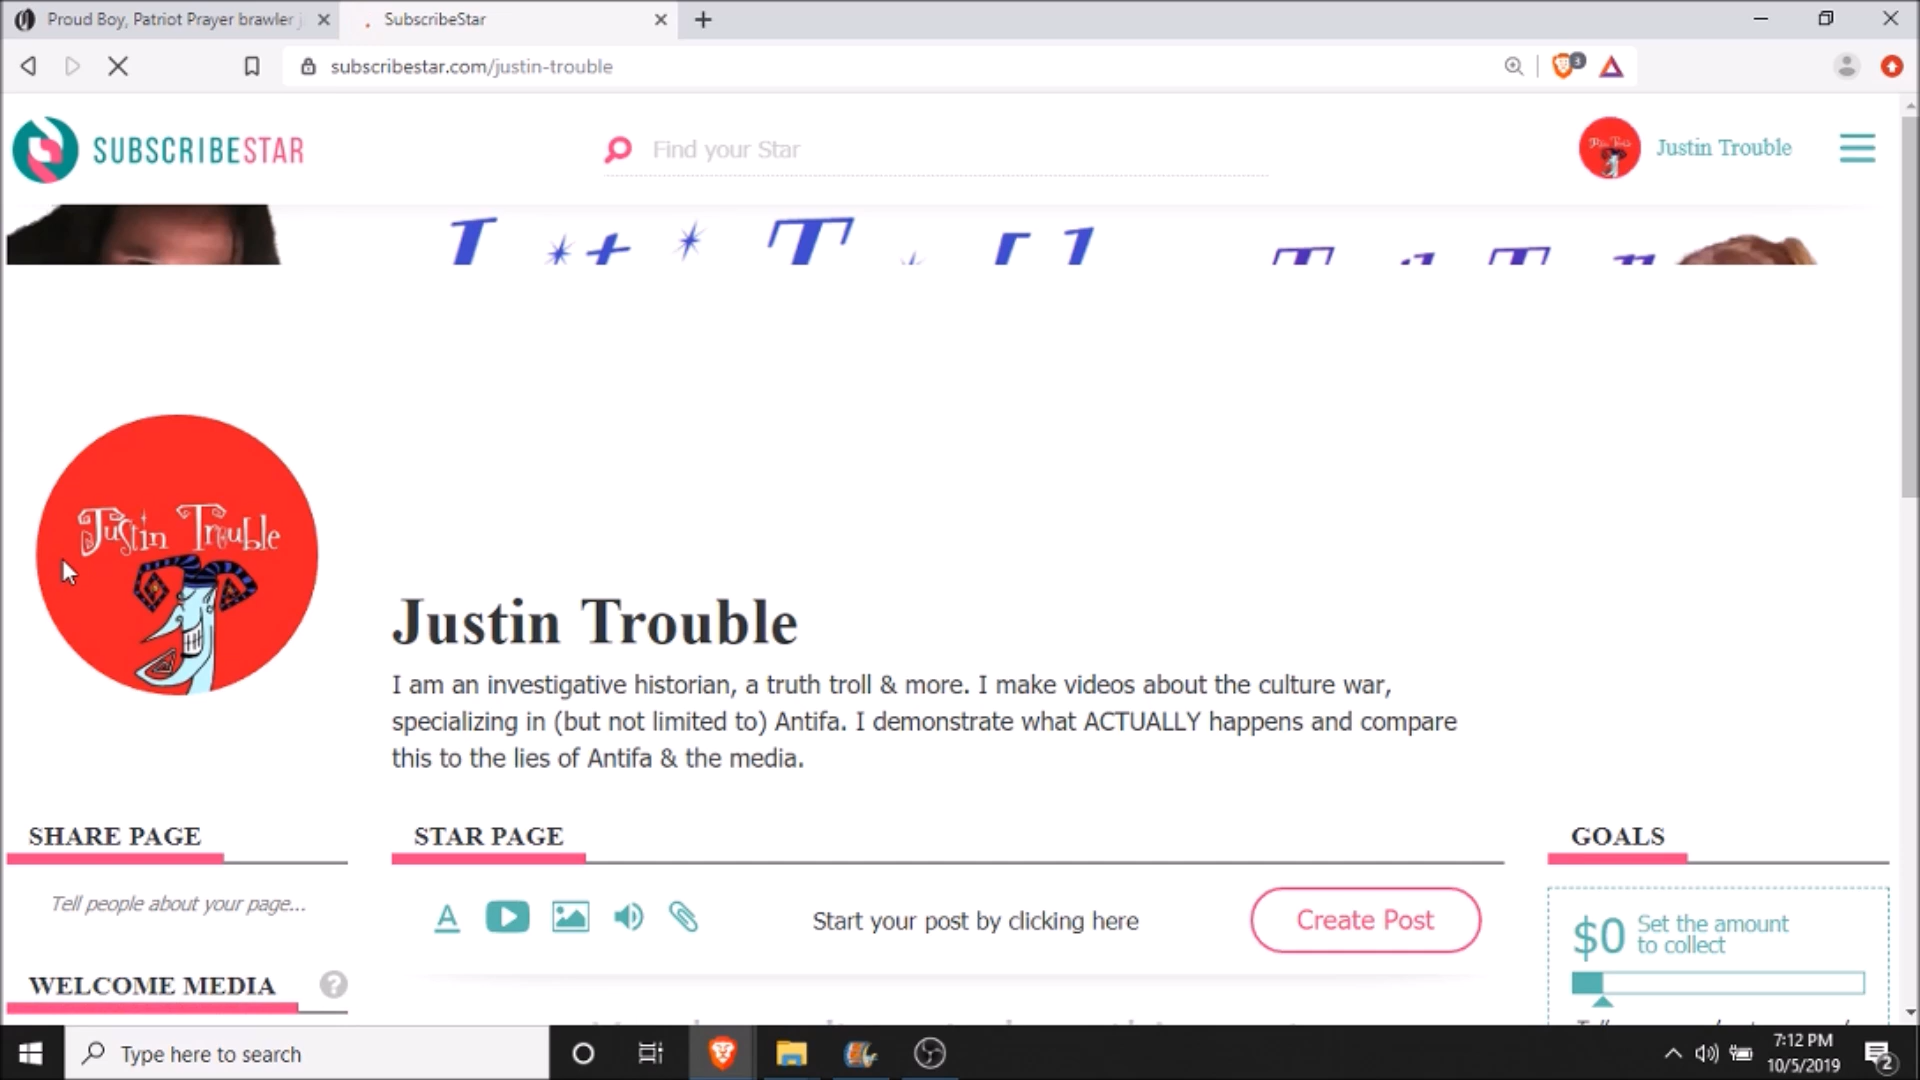 Proud Boy, Patriot Prayer brawler j
SubscribeStar
subscribestar.com/justin-trouble
3
SUBSCRIBESTAR
Find your Star
Justin Trouble
Justin Trouble
Justin Trouble
I am an investigative historian, a truth troll & more. I make videos about the culture war,
specializing in (but not limited to) Antifa. I demonstrate what ACTUALLY happens and compare
this to the lies of Antifa & the media.
SHARE PAGE
STAR PAGE
GOALS
Tell people about your page...
A
Start your post by clicking here
Create Post
$0 Set the amount
to collect
WELCOME MEDIA
?
Type here to search
7:12 PM
10/5/2019
2